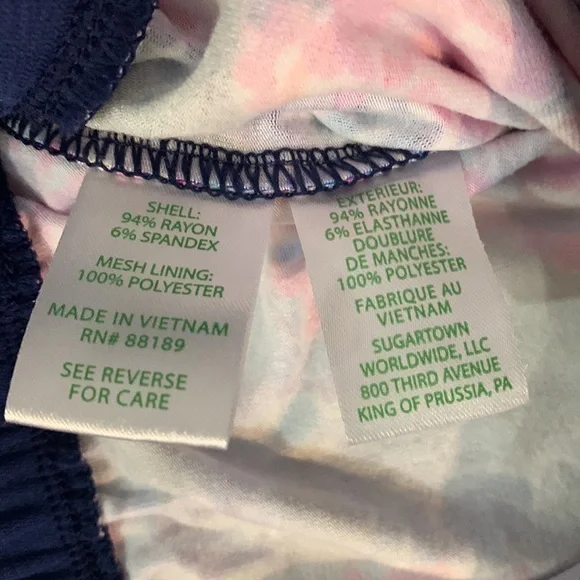 SHELL:
94% RAYON
6% SPANDEX
MESH LINING:
100% POLYESTER
MADE IN VIETNAM
RN# 88189
SEE REVERSE
FOR CARE
EXTERIEUR:
94% RAYONNE
6% ELASTHANNE
DOUBLURE
DE MANCHES:
100% POLYESTER
FABRIQUE AU
VIETNAM
SUGARTOWN
WORLDWIDE, LLC
800 THIRD AVENUE
KING OF PRUSSIA, PA